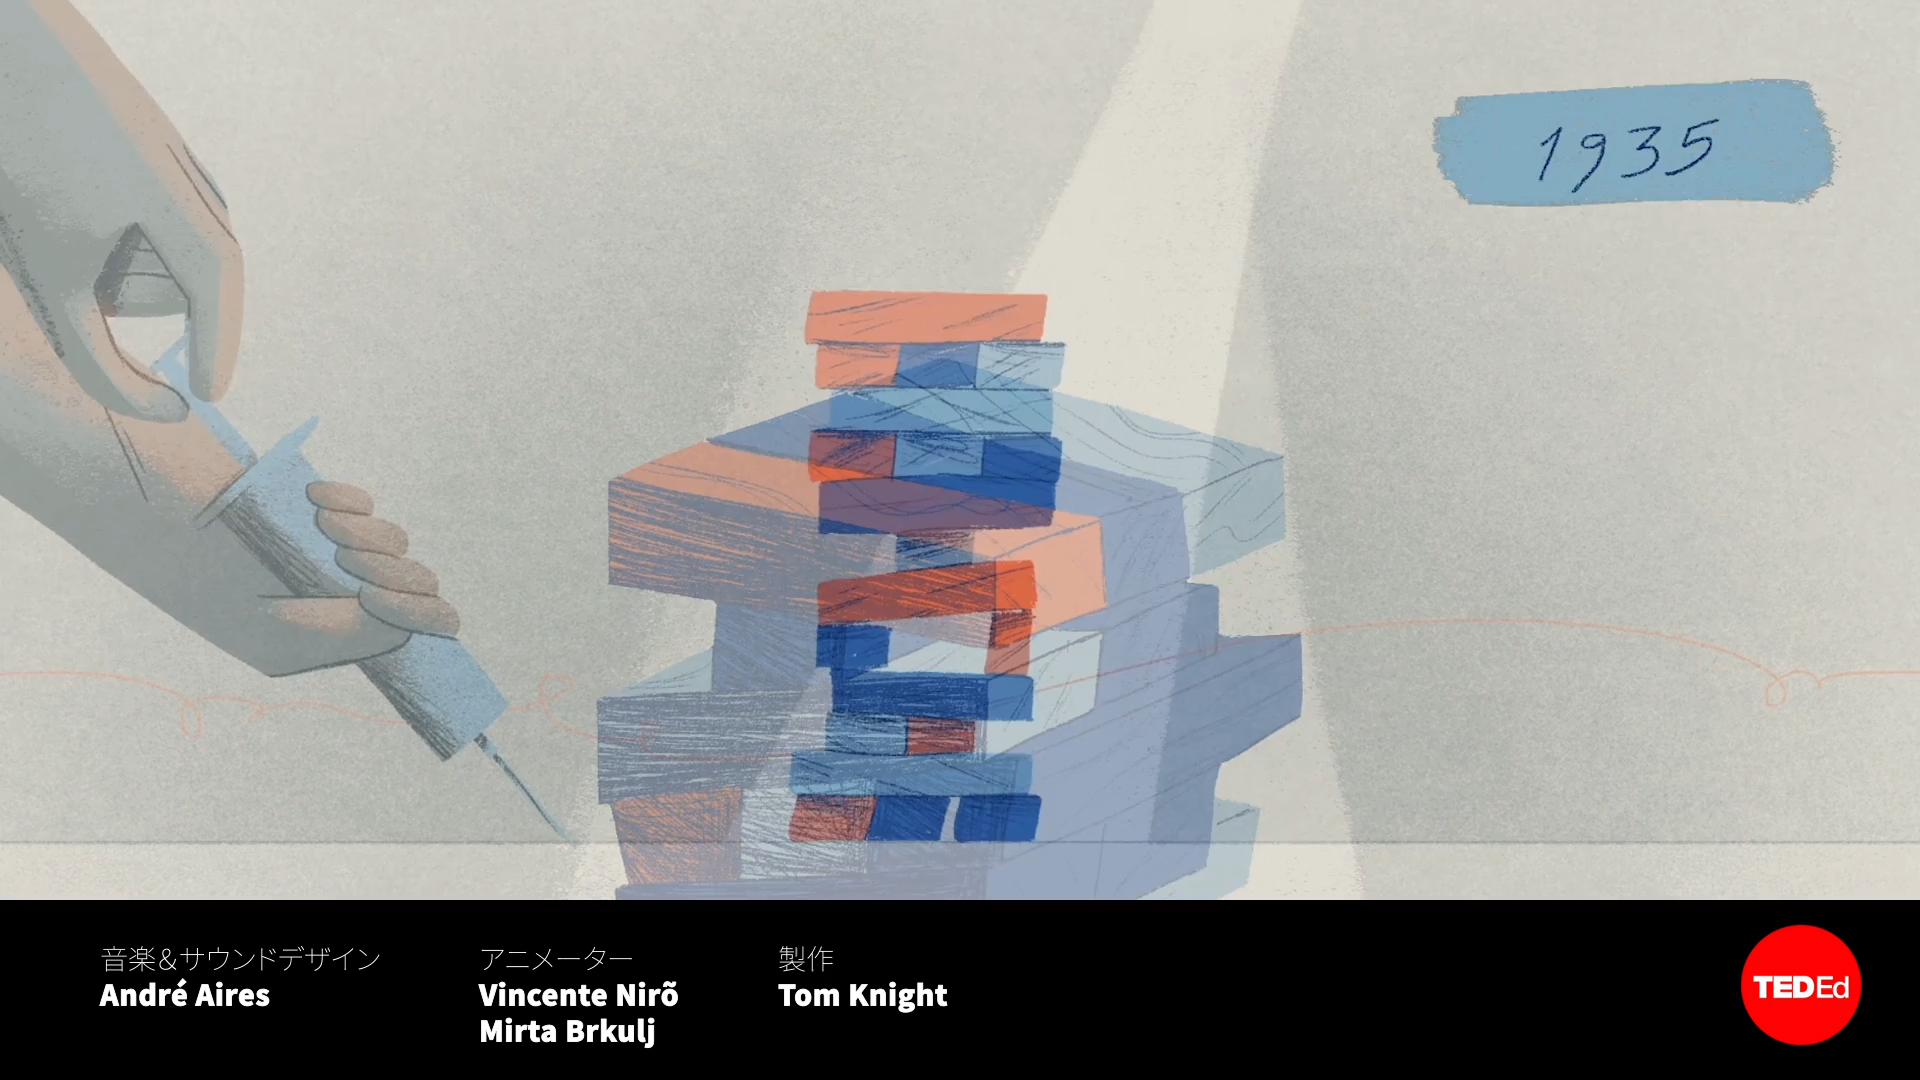 1935
音楽&サウンドデザイン
André Aires
アニメーター
Vincente Nirõ
Mirta Brkulj
製作
Tom Knight
TEDEd